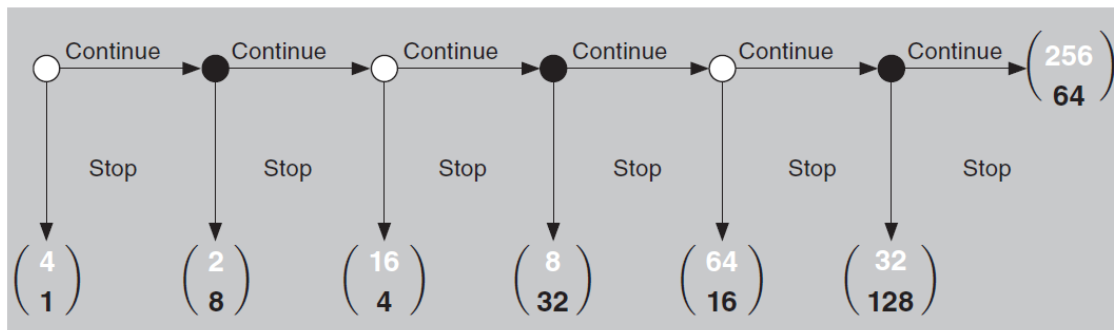 Continue Continue Continue Continue Continue Continue 256
64
Stop Stop Stop Stop Stop Stop
4 2 16 8 64 32
1 8 4 32 16 128